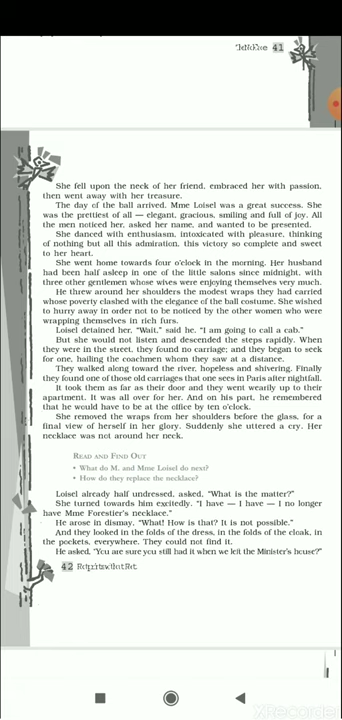 41
She fell upon the neck of her friend, embraced her with passion,
then went away with her treasure.
The day of the ball arrived. Mme Loisel was a great success. She
was the prettiest of all — elegant, gracious, smiling and full of joy. All
the men noticed her, asked her name, and wanted to be presented.
She danced with enthusiasm, intoxicated with pleasure, thinking
of nothing but all this admiration, this victory so complete and sweet
to her heart.
She went home towards four o'clock in the morning. Her husband
had been half asleep in one of the little salons since midnight, with
three other gentlemen whose wives were enjoying themselves very much.
He threw around her shoulders the modest wraps they had carried
whose poverty clashed with the elegance of the ball costume. She wished
to hurry away in order not to be noticed by the other women who were
wrapping themselves in rich furs.
Loisel detained her, "Wait," said he. "I am going to call a cab."
But she would not listen and descended the steps rapidly. When
they were in the street, they found no carriage; and they began to seek
for one, hailing the coachmen whom they saw at a distance.
They walked along toward the river, hopeless and shivering. Finally
they found one of those old carriages that one sees in Paris after nightfall.
It took them as far as their door and they went wearily up to their
apartment. It was all over for her. And on his part, he remembered
that he would have to be at the office by ten o'clock.
She removed the wraps from her shoulders before the glass, for a
final view of herself in her glory. Suddenly she uttered a cry. Her
necklace was not around her neck.
READ AND FIND OUT
• What do M. and Mme Loisel do next?
• How do they replace the necklace?
Loisel already half undressed, asked, "What is the matter?"
She turned towards him excitedly. "I have — I have — I no longer
have Mme Forestier's necklace."
He arose in dismay, "What! How is that? It is not possible."
And they looked in the folds of the dress, in the folds of the cloak, in
the pockets, everywhere. They could not find it.
He asked, "You are sure you still had it when we left the Minister's house?"
42
XRecorder